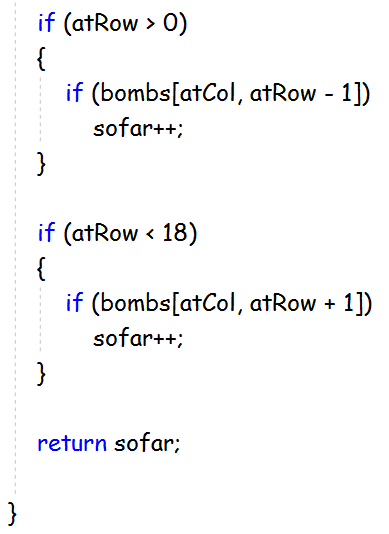 if (atRow > 0)
{
if (bombs[atCol, atRow - 1])
sofar++;
}
if (atRow < 18)
{
if (bombs[atCol, atRow + 1])
sofar++;
}
return sofar;
}